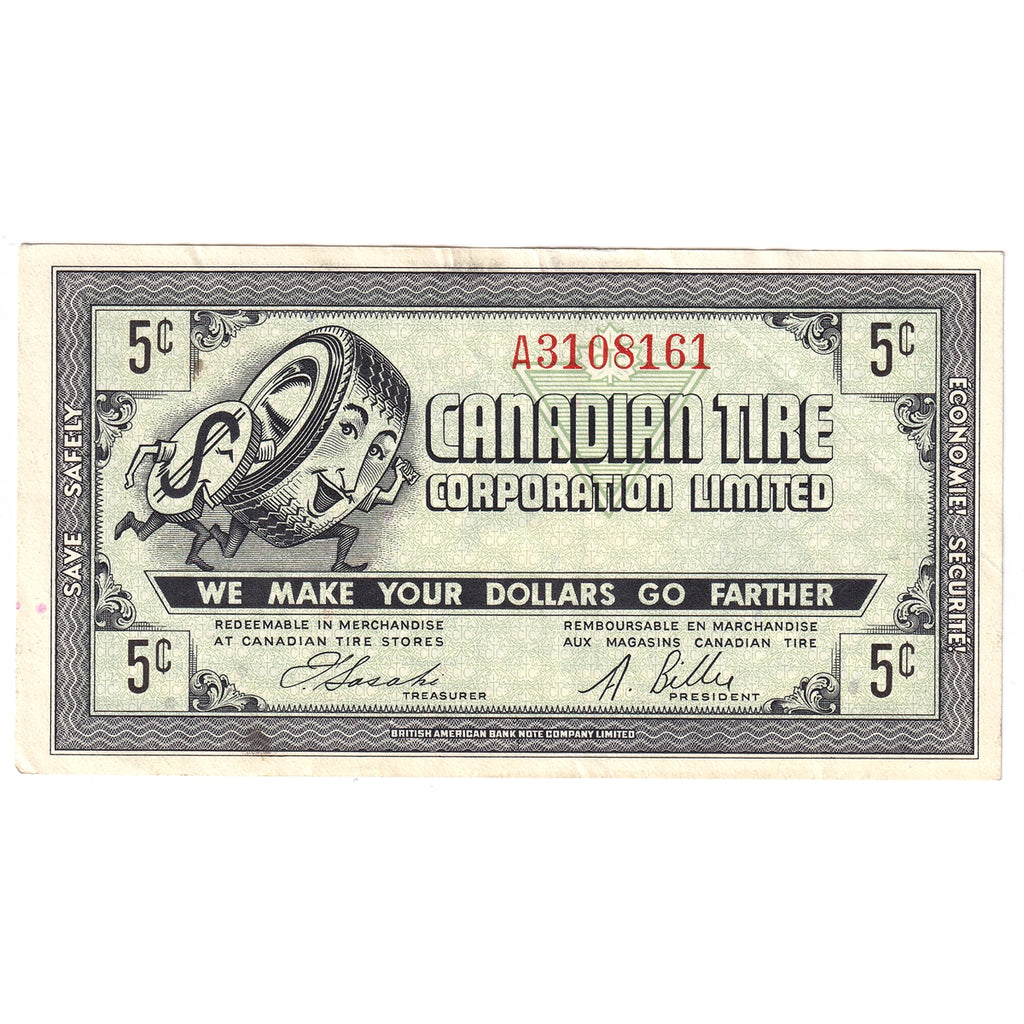 5¢
5¢
A3108161
CANADIAN TIRE
CORPORATION LIMITED
SAVE SAFELY
ÉCONOMIE! SÉCURITÉ!
WE MAKE YOUR DOLLARS GO FARTHER
REDEEMABLE IN MERCHANDISE
AT CANADIAN TIRE STORES
REMBOURSABLE EN MARCHANDISE
AUX MAGASINS CANADIAN TIRE
5¢
5¢
A. Billes
TREASURER
PRESIDENT
BRITISH AMERICAN BANK NOTE COMPANY LIMITED